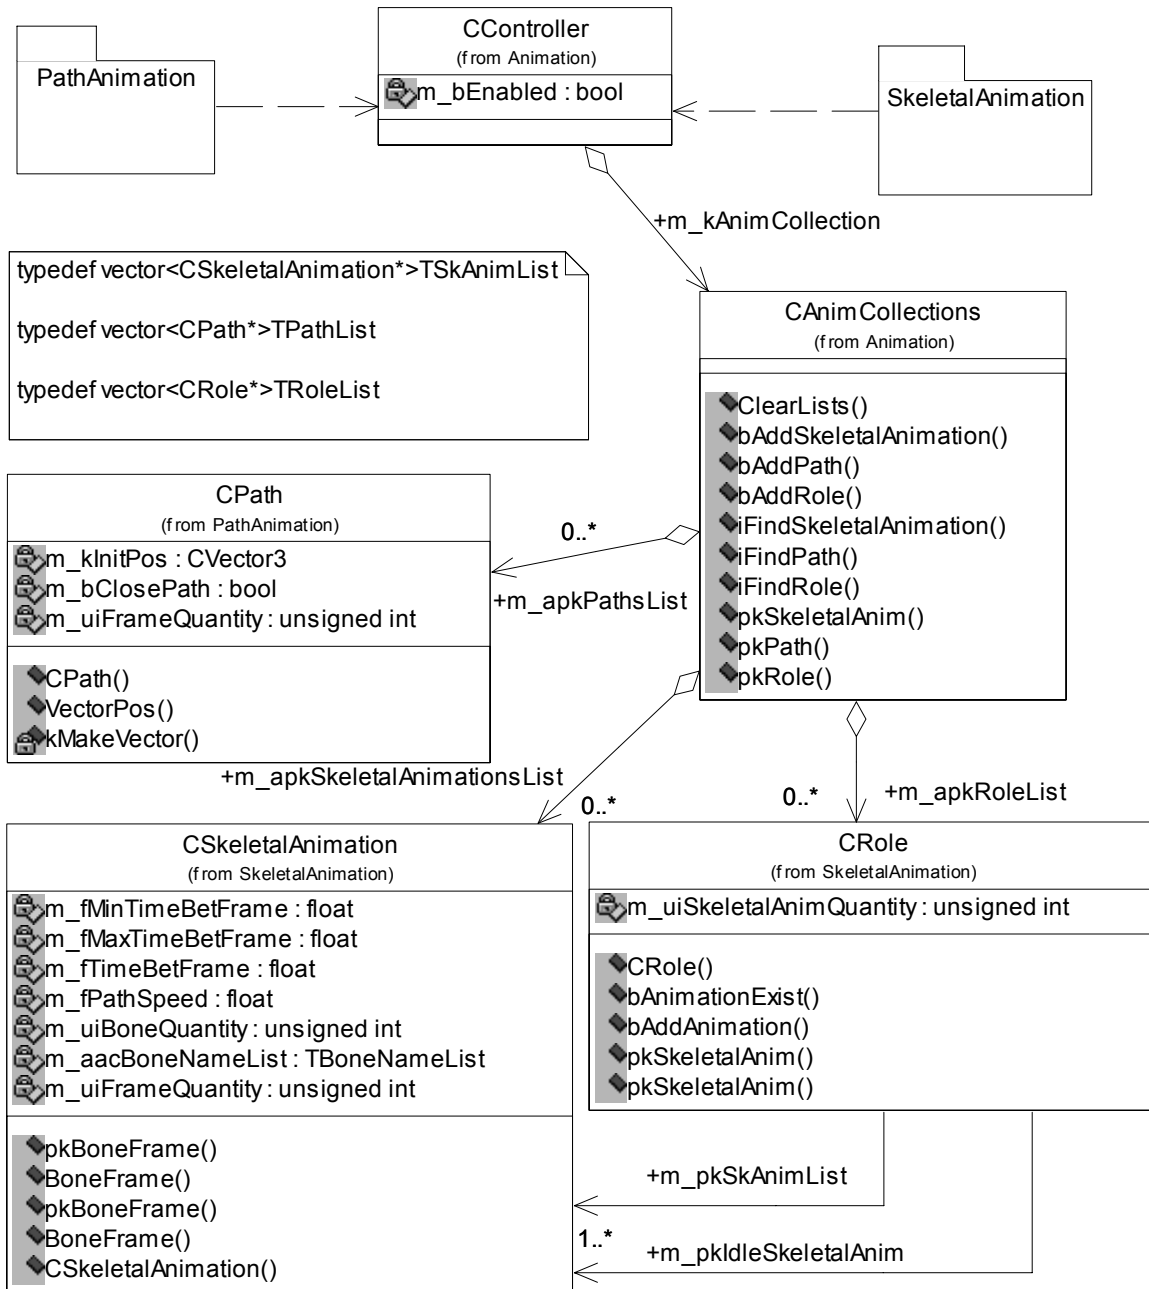 PathAnimation
CController
(from Animation)
m_bEnabled : bool
SkeletalAnimation
+m_kAnimCollection
typedef vector<CSkeletalAnimation*>TSkAnimList
typedef vector<CPath*>TPathList
typedef vector<CRole*>TRoleList
CAnimCollections
(from Animation)
ClearLists()
bAddSkeletalAnimation()
bAddPath()
bAddRole()
iFindSkeletalAnimation()
iFindPath()
iFindRole()
pkSkeletalAnim()
pkPath()
pkRole()
CPath
(from PathAnimation)
m_kInitPos : CVector3
m_bClosePath : bool
m_uiFrameQuantity : unsigned int
CPath()
VectorPos()
kMakeVector()
0..*
+m_apkPathsList
+m_apkSkeletalAnimationsList
0..*
0..*
+m_apkRoleList
CSkeletalAnimation
(from SkeletalAnimation)
m_fMinTimeBetFrame : float
m_fMaxTimeBetFrame : float
m_fTimeBetFrame : float
m_fPathSpeed : float
m_uiBoneQuantity : unsigned int
m_aacBoneNameList : TBoneNameList
m_uiFrameQuantity : unsigned int
pkBoneFrame()
BoneFrame()
pkBoneFrame()
BoneFrame()
CSkeletalAnimation()
CRole
(from SkeletalAnimation)
m_uiSkeletalAnimQuantity : unsigned int
CRole()
bAnimationExist()
bAddAnimation()
pkSkeletalAnim()
pkSkeletalAnim()
+m_pkSkAnimList
1..*
+m_pkIdleSkeletalAnim